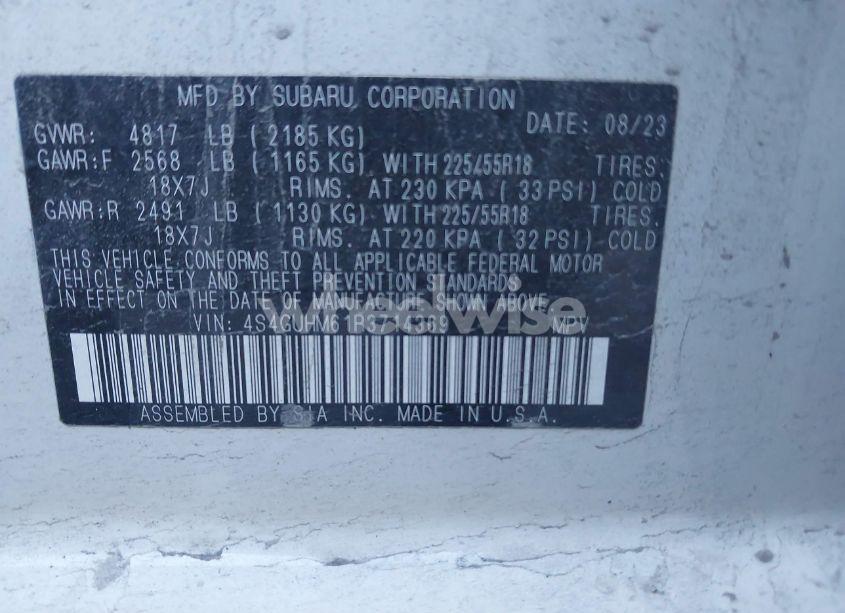 MFD BY SUBARU CORPORATION
DATE: 08/23
GVWR: 4817 LB ( 2185 KG)
GAWR:F 2568 LB ( 1165 KG) WITH 225/55R18 TIRES.
18X7J RIMS. AT 230 KPA ( 33 PSI) COLD
GAWR:R 2491 LB ( 1130 KG) WITH 225/55R18 TIRES.
18X7J RIMS. AT 220 KPA ( 32 PSI) COLD
THIS VEHICLE CONFORMS TO ALL APPLICABLE FEDERAL MOTOR
VEHICLE SAFETY AND THEFT PREVENTION STANDARDS
IN EFFECT ON THE DATE OF MANUFACTURE SHOWN ABOVE.
wheelwise
VIN: MPV
ASSEMBLED BY SIA INC. MADE IN U.S.A.